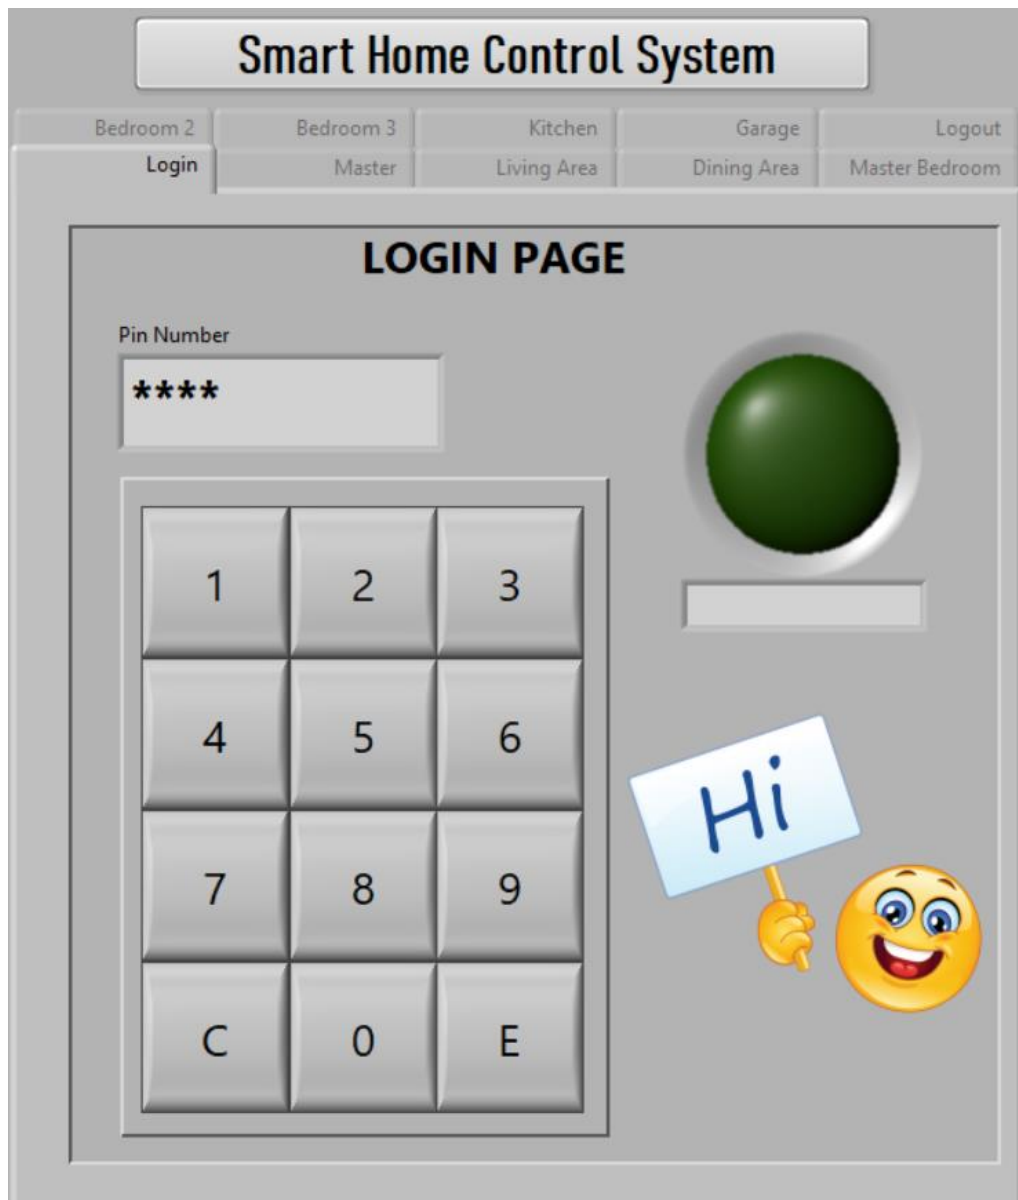 Smart Home Control System
Bedroom 2 Bedroom 3 Kitchen Garage Logout
Login Master Living Area Dining Area Master Bedroom
LOGIN PAGE
Pin Number
****
1 2 3
4 5 6
7 8 9
C 0 E
Hi